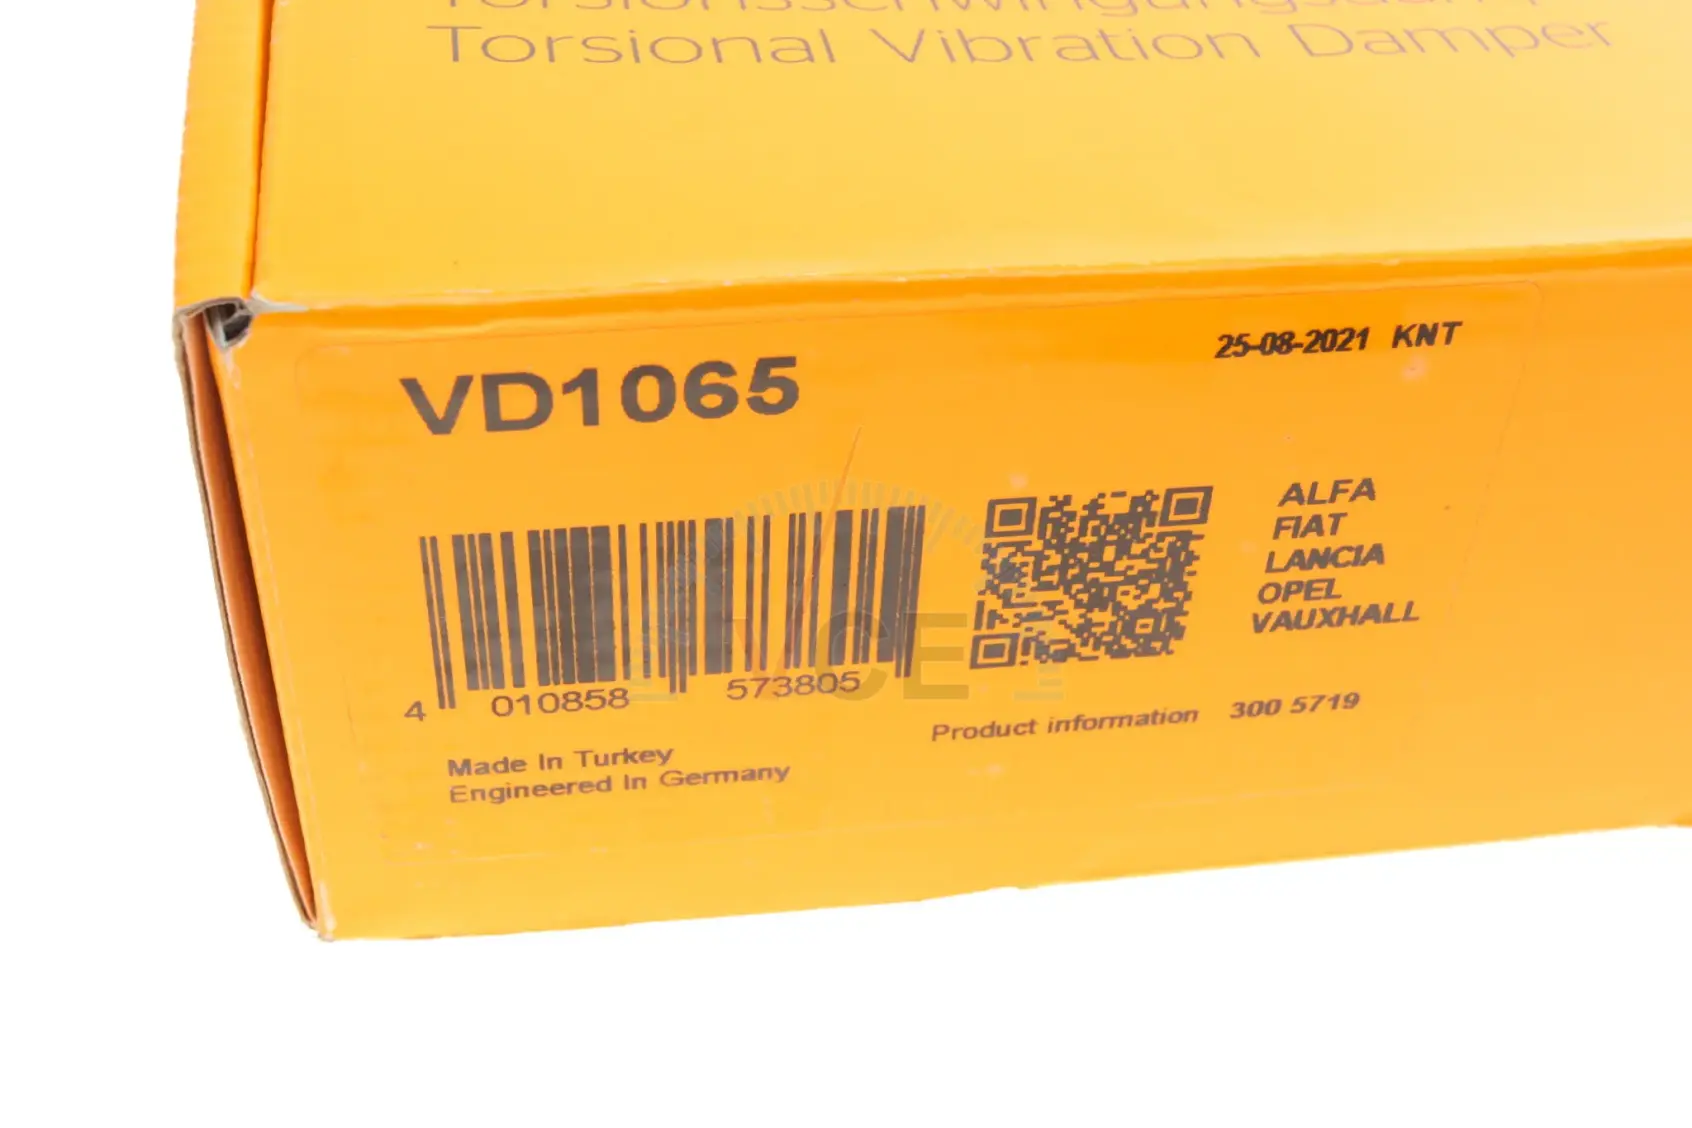 Torsional Vibration Damper
VD1065
25-08-2021 KNT
ALFA
FIAT
LANCIA
OPEL
VAUXHALL
4 010858 573805
Product information 300 5719
Made In Turkey
Engineered In Germany
VCE